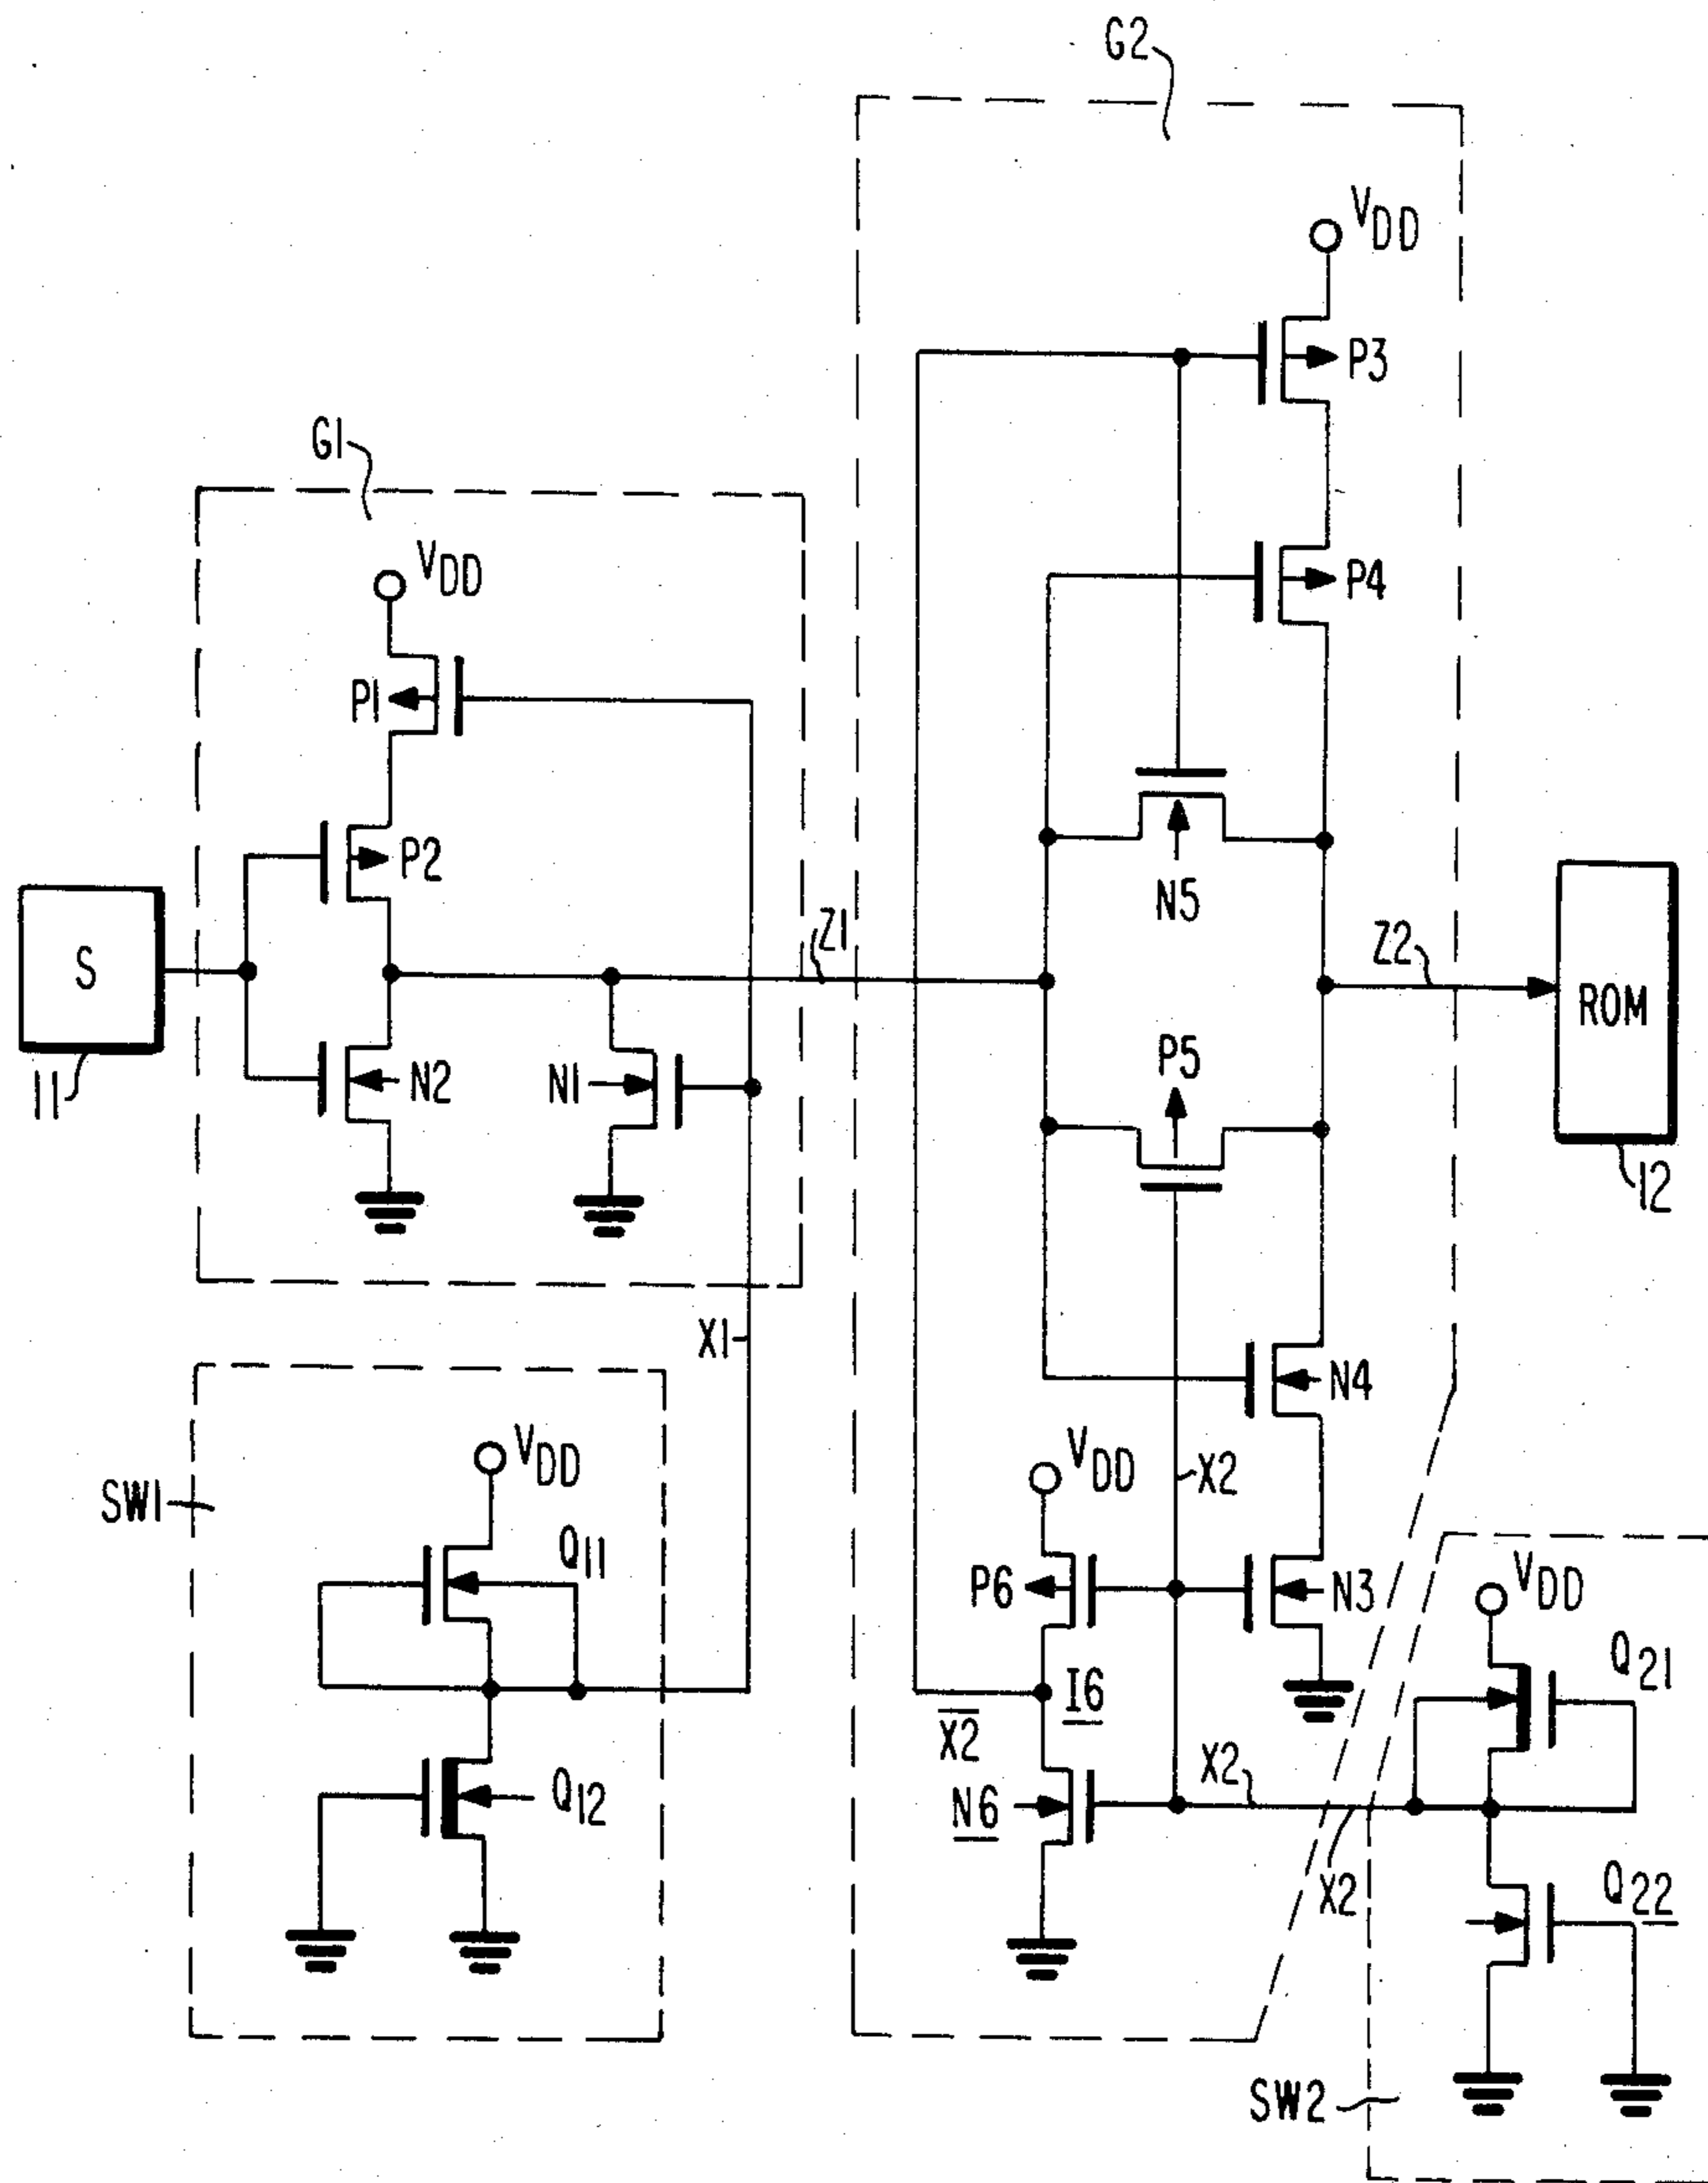 G2
VDD
P3
G1
P4
VDD
P1
P2
N5
S
Z1
Z2
ROM
P5
N2
N1
11
12
X1
N4
VDD
VDD
X2
SW1
Q11
P6
N3
VDD
I6
Q21
X2
X2
Q12
N6
X2
Q22
SW2